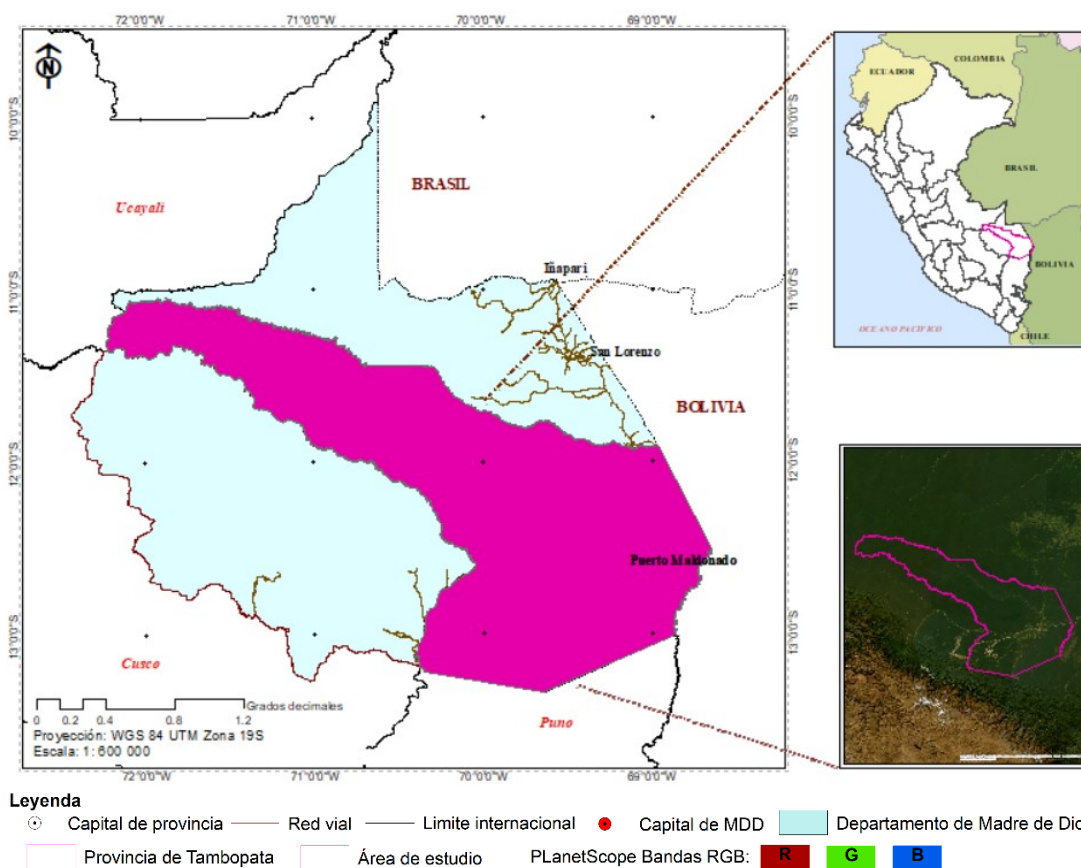 72°0'0"W 71°0'0"W 70°0'0"W 69°0'0"W
N
10°0'0"S
11°0'0"S
12°0'0"S
13°0'0"S
BRASIL
Ucayali
Iñapari
San Lorenzo
BOLIVIA
Puerto Maldonado
Cusco
Puno
0 0.2 0.4 0.8 1.2
Grados decimales
Proyección: WGS 84 UTM Zona 19S
Escala: 1: 600 000
10°0'0"S
11°0'0"S
12°0'0"S
13°0'0"S
72°0'0"W 71°0'0"W 70°0'0"W 69°0'0"W
COLOMBIA
ECUADOR
BRASIL
BOLIVIA
OCEANO PACIFICO
CHILE
Leyenda
Capital de provincia Red vial Limite internacional Capital de MDD Departamento de Madre de Dio
Provincia de Tambopata Área de estudio PLanetScope Bandas RGB: R G B